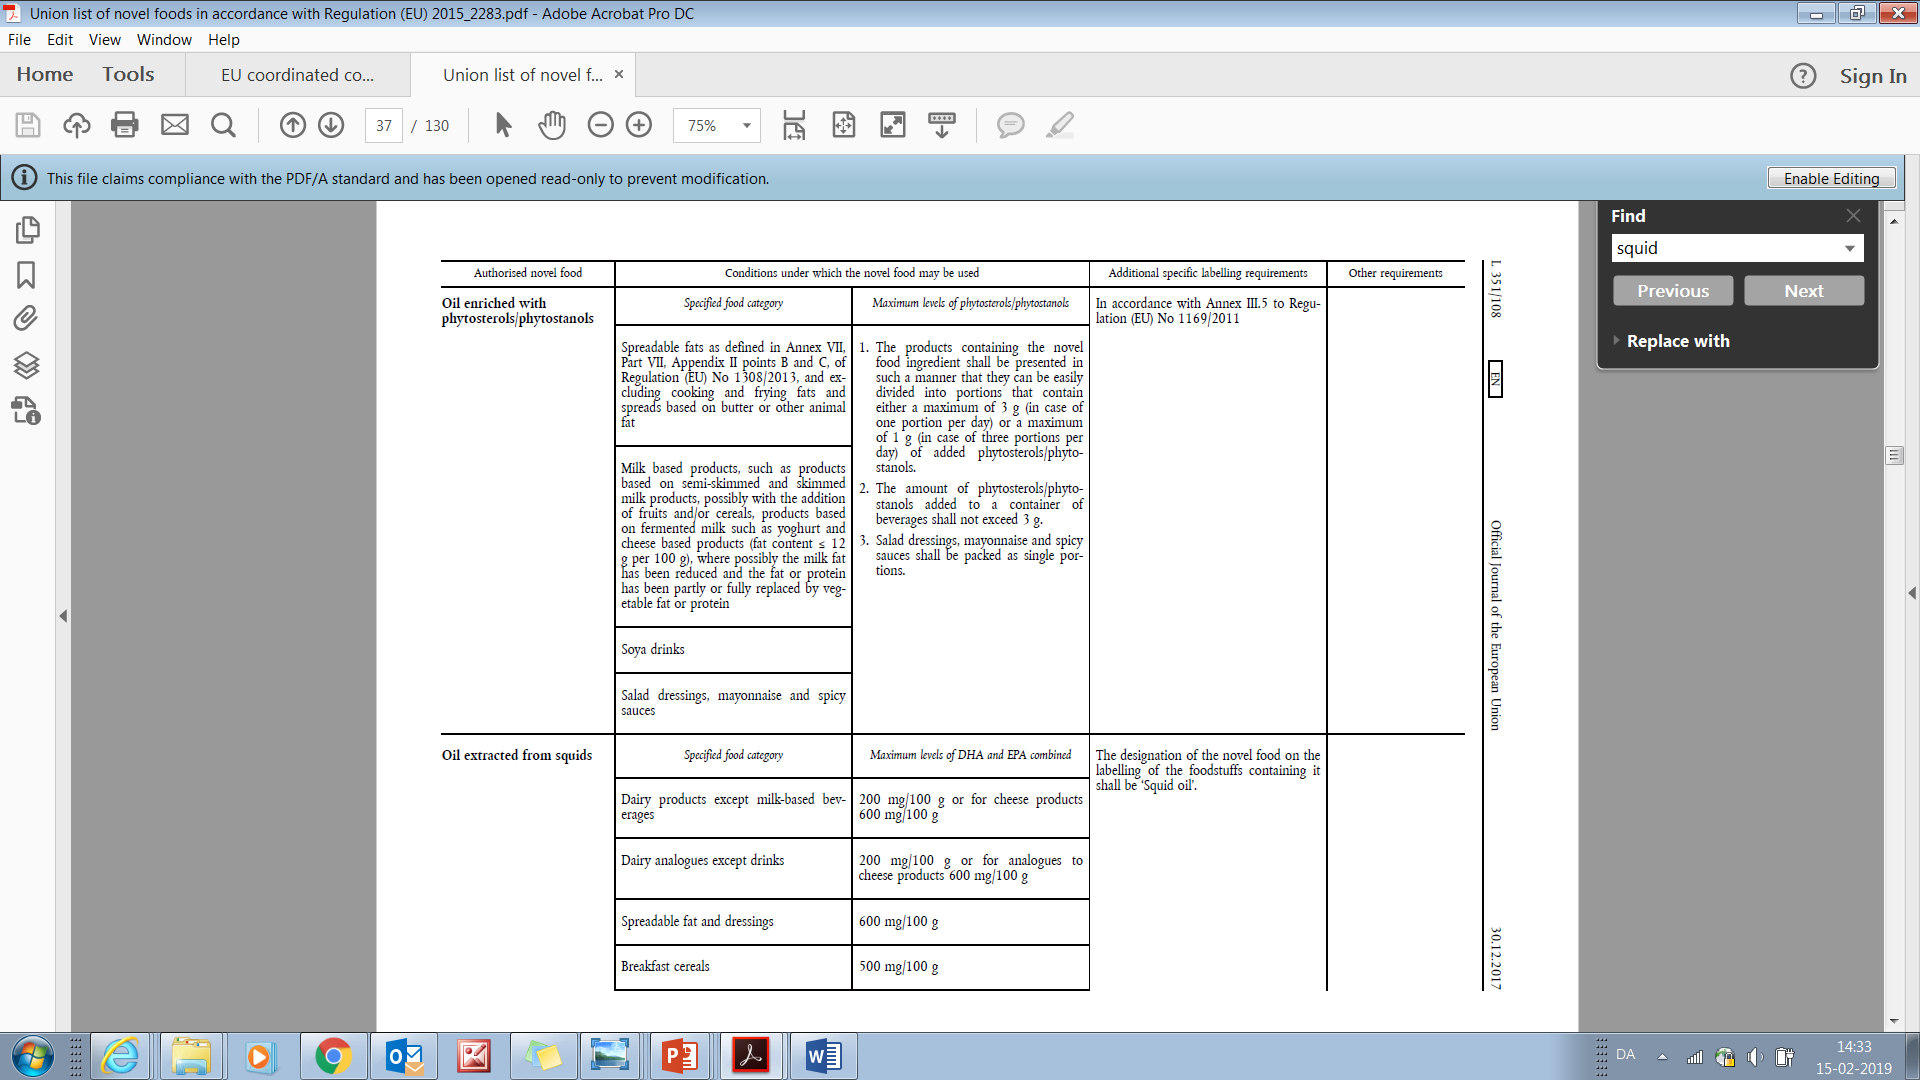 Union list of novel foods in accordance with Regulation (EU) 2015_2283.pdf - Adobe Acrobat Pro DC
File Edit View Window Help
Home Tools EU coordinated co... Union list of novel f... × ? Sign In
37 / 130 75%
This file claims compliance with the PDF/A standard and has been opened read-only to prevent modification. Enable Editing
Find
squid
Previous Next
Replace with
Authorised novel food Conditions under which the novel food may be used Additional specific labelling requirements Other requirements
Oil enriched with
phytosterols/phytostanols
Specified food category
Maximum levels of phytosterols/phytostanols
In accordance with Annex III.5 to Regu-
lation (EU) No 1169/2011
Spreadable fats as defined in Annex VII,
Part VII, Appendix II points B and C, of
Regulation (EU) No 1308/2013, and ex-
cluding cooking and frying fats and
spreads based on butter or other animal
fat
Milk based products, such as products
based on semi-skimmed and skimmed
milk products, possibly with the addition
of fruits and/or cereals, products based
on fermented milk such as yoghurt and
cheese based products (fat content ≤ 12
g per 100 g), where possibly the milk fat
has been reduced and the fat or protein
has been partly or fully replaced by veg-
etable fat or protein
Soya drinks
Salad dressings, mayonnaise and spicy
sauces
1. The products containing the novel
food ingredient shall be presented in
such a manner that they can be easily
divided into portions that contain
either a maximum of 3 g (in case of
one portion per day) or a maximum
of 1 g (in case of three portions per
day) of added phytosterols/phyto-
stanols.
2. The amount of phytosterols/phyto-
stanols added to a container of
beverages shall not exceed 3 g.
3. Salad dressings, mayonnaise and spicy
sauces shall be packed as single por-
tions.
Oil extracted from squids
Specified food category
Maximum levels of DHA and EPA combined
The designation of the novel food on the
labelling of the foodstuffs containing it
shall be ‘Squid oil’.
Dairy products except milk-based bev-
erages
200 mg/100 g or for cheese products
600 mg/100 g
Dairy analogues except drinks
200 mg/100 g or for analogues to
cheese products 600 mg/100 g
Spreadable fat and dressings
600 mg/100 g
Breakfast cereals
500 mg/100 g
L 351/108
EN
Official Journal of the European Union
30.12.2017
DA
14:33
15-02-2019